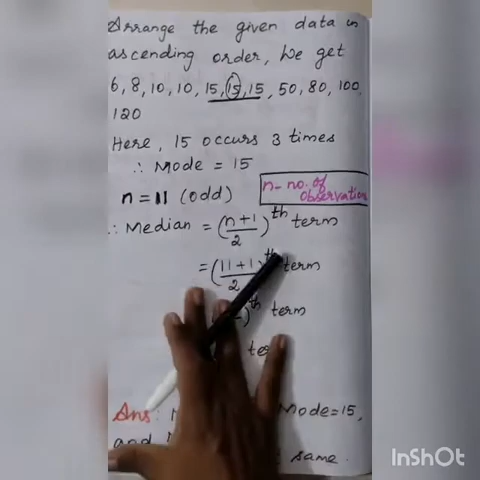 Arrange the given data in
ascending order, We get
6, 8, 10, 10, 15, 15, 15, 50, 80, 100,
120
Here, 15 occurs 3 times
∴ Mode = 15
n = 11 (odd)
n - no. of
observation
∴ Median = (n+1/2)th term
= (11+1/2)th term
)th term
Ans: Mode=15,
and
same.
InShOt